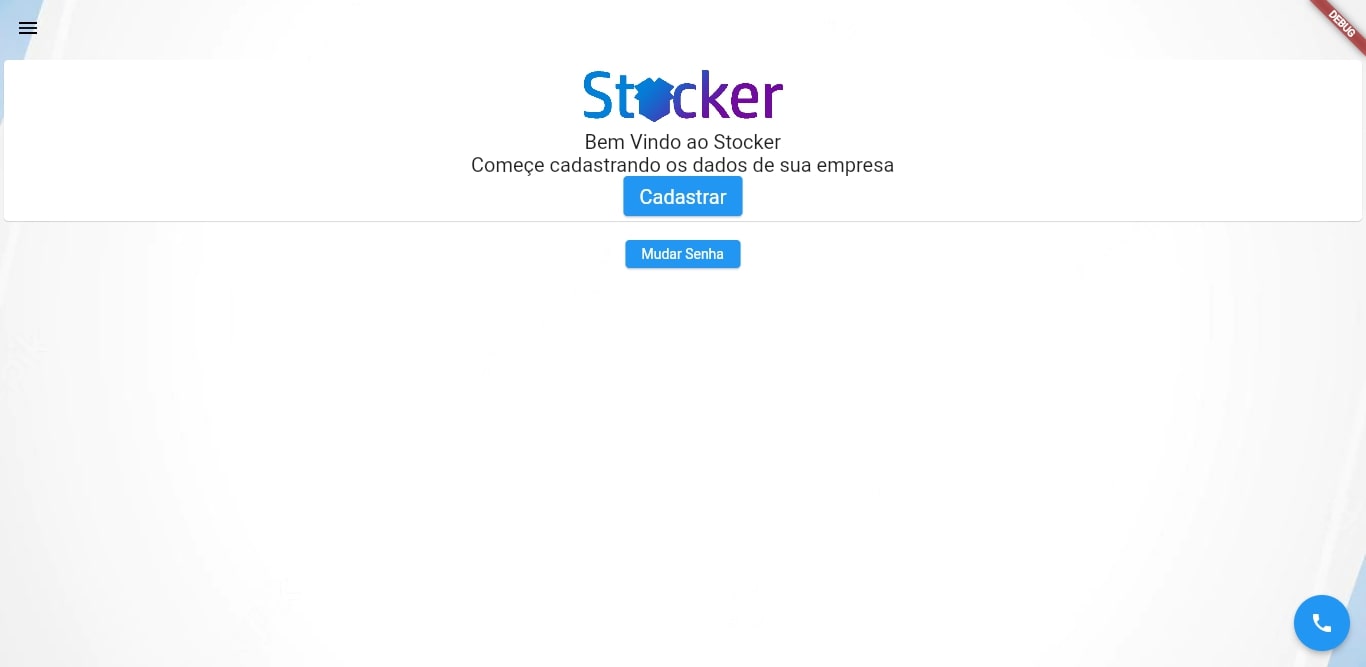 DEBUG
Stocker
Bem Vindo ao Stocker
Começe cadastrando os dados de sua empresa
Cadastrar
Mudar Senha